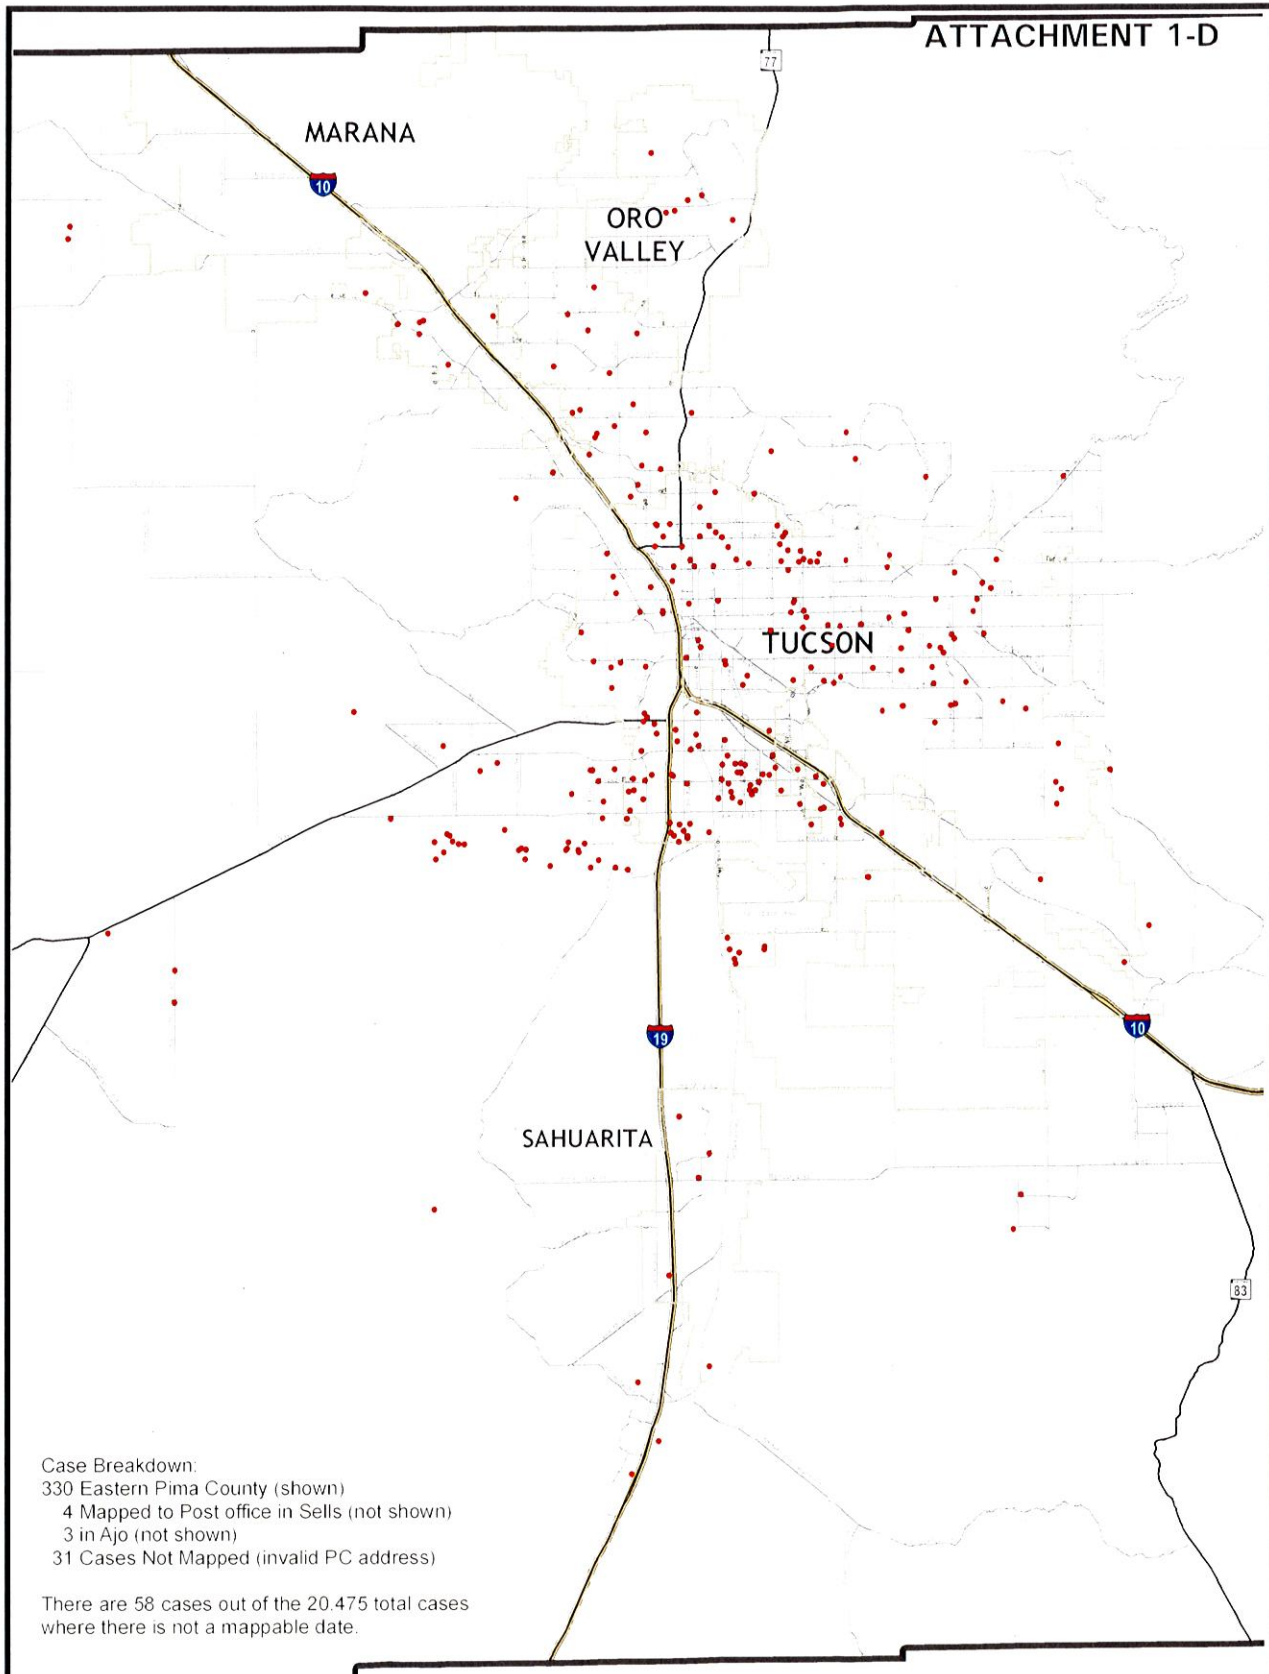 ATTACHMENT 1-D
77
MARANA
10
ORO
VALLEY
TUCSON
19
10
SAHUARITA
83
Case Breakdown:
330 Eastern Pima County (shown)
4 Mapped to Post office in Sells (not shown)
3 in Ajo (not shown)
31 Cases Not Mapped (invalid PC address)
There are 58 cases out of the 20.475 total cases
where there is not a mappable date.